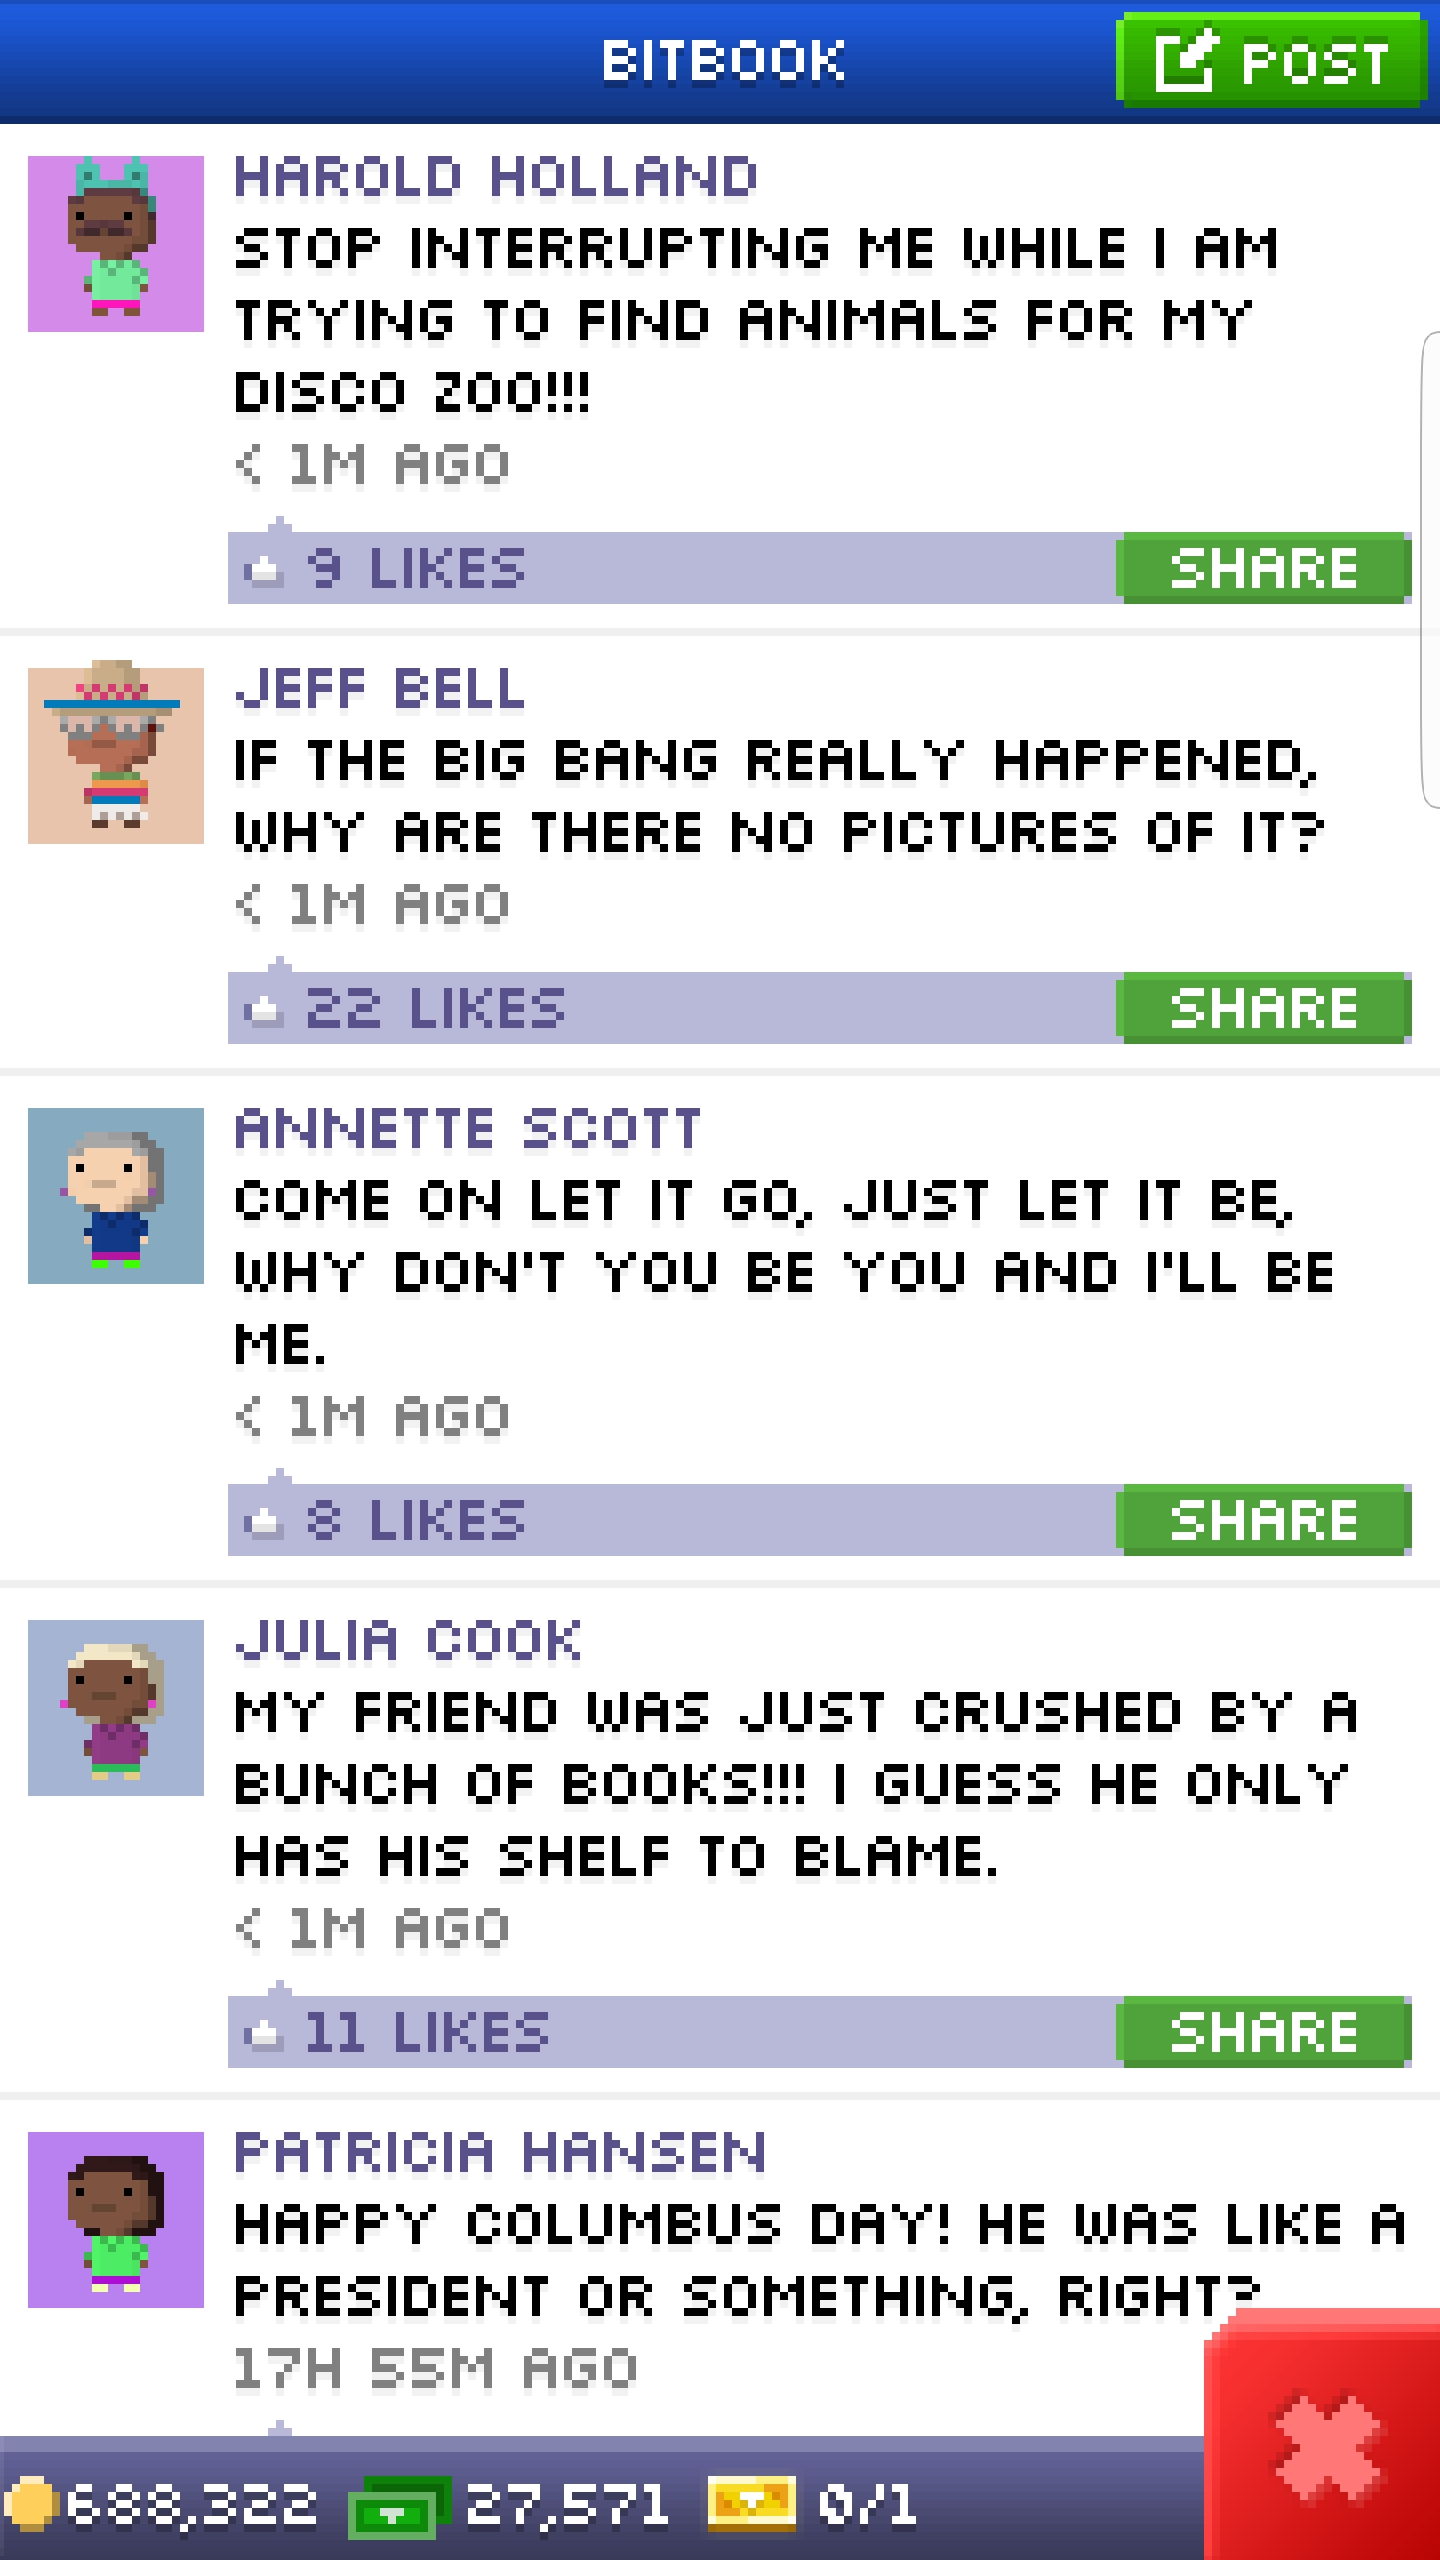 BITBOOK
POST
HAROLD HOLLAND
STOP INTERRUPTING ME WHILE I AM
TRYING TO FIND ANIMALS FOR MY
DISCO ZOO!!!
< 1M AGO
9 LIKES
SHARE
JEFF BELL
IF THE BIG BANG REALLY HAPPENED,
WHY ARE THERE NO PICTURES OF IT?
< 1M AGO
22 LIKES
SHARE
ANNETTE SCOTT
COME ON LET IT GO, JUST LET IT BE,
WHY DON'T YOU BE YOU AND I'LL BE
ME.
< 1M AGO
8 LIKES
SHARE
JULIA COOK
MY FRIEND WAS JUST CRUSHED BY A
BUNCH OF BOOKS!!! I GUESS HE ONLY
HAS HIS SHELF TO BLAME.
< 1M AGO
11 LIKES
SHARE
PATRICIA HANSEN
HAPPY COLUMBUS DAY! HE WAS LIKE A
PRESIDENT OR SOMETHING, RIGHT?
17H 55M AGO
688,322
27,571
0/1